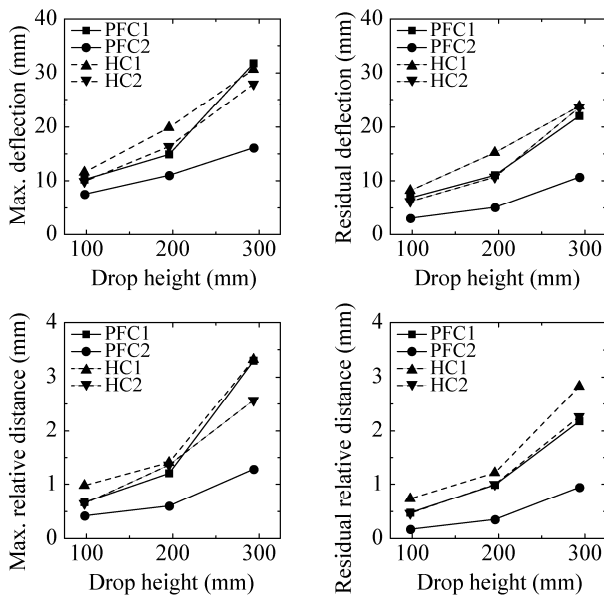 Max. deflection (mm)
40
30
20
10
0
PFC1
PFC2
HC1
HC2
100 200 300
Drop height (mm)
Residual deflection (mm)
40
30
20
10
0
PFC1
PFC2
HC1
HC2
100 200 300
Drop height (mm)
Max. relative distance (mm)
4
3
2
1
0
PFC1
PFC2
HC1
HC2
100 200 300
Drop height (mm)
Residual relative distance (mm)
4
3
2
1
0
PFC1
PFC2
HC1
HC2
100 200 300
Drop height (mm)